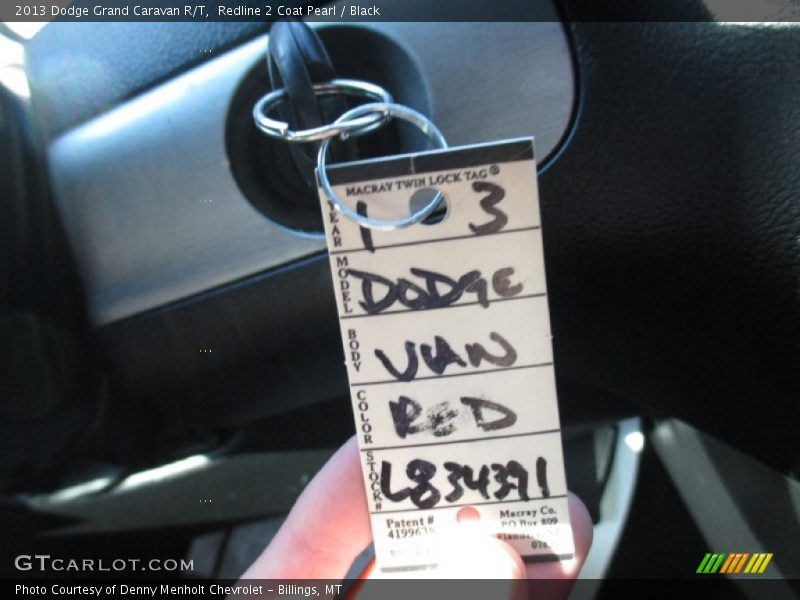 2013 Dodge Grand Caravan R/T,  Redline 2 Coat Pearl / Black
MACRAY TWIN LOCK TAG®
YEAR 1 3
MODEL DODGE
BODY VAN
COLOR RED
STOCK# L834391
Patent #
Macray Co.
PO Box 809
GTCARLOT.COM
Photo Courtesy of Denny Menholt Chevrolet – Billings, MT